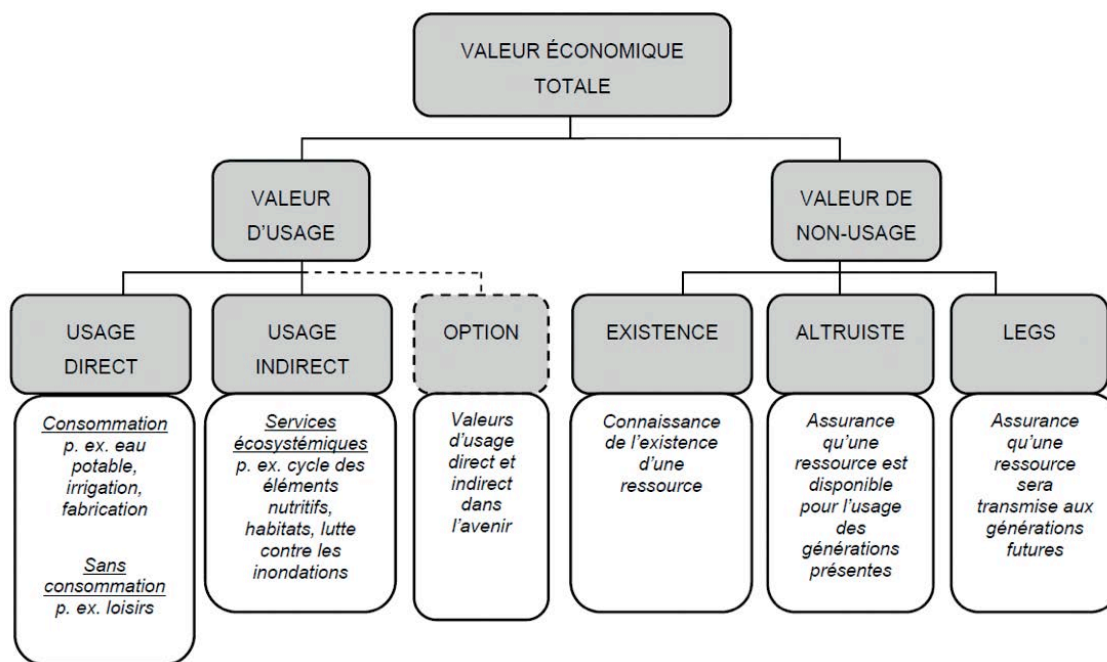 VALEUR ÉCONOMIQUE
TOTALE
VALEUR
D'USAGE
VALEUR DE
NON-USAGE
USAGE
DIRECT
USAGE
INDIRECT
OPTION
EXISTENCE
ALTRUISTE
LEGS
Consommation
p. ex. eau
potable,
irrigation,
fabrication
Sans
consommation
p. ex. loisirs
Services
écosystémiques
p. ex. cycle des
éléments
nutritifs,
habitats, lutte
contre les
inondations
Valeurs
d'usage
direct et
indirect
dans
l'avenir
Connaissance
de l'existence
d'une
ressource
Assurance
qu'une
ressource est
disponible
pour l'usage
des
générations
présentes
Assurance
qu'une
ressource
sera
transmise aux
générations
futures